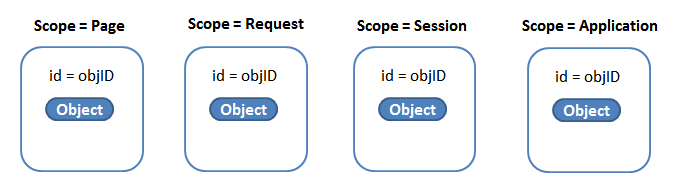 Scope = Page
Scope = Request
Scope = Session
Scope = Application
id = objID
id = objID
id = objID
id = objID
Object
Object
Object
Object